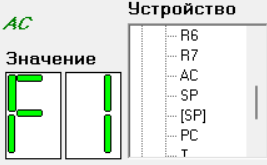 AC
Значение
F1
Устройство
R6
R7
AC
SP
[SP]
PC
T